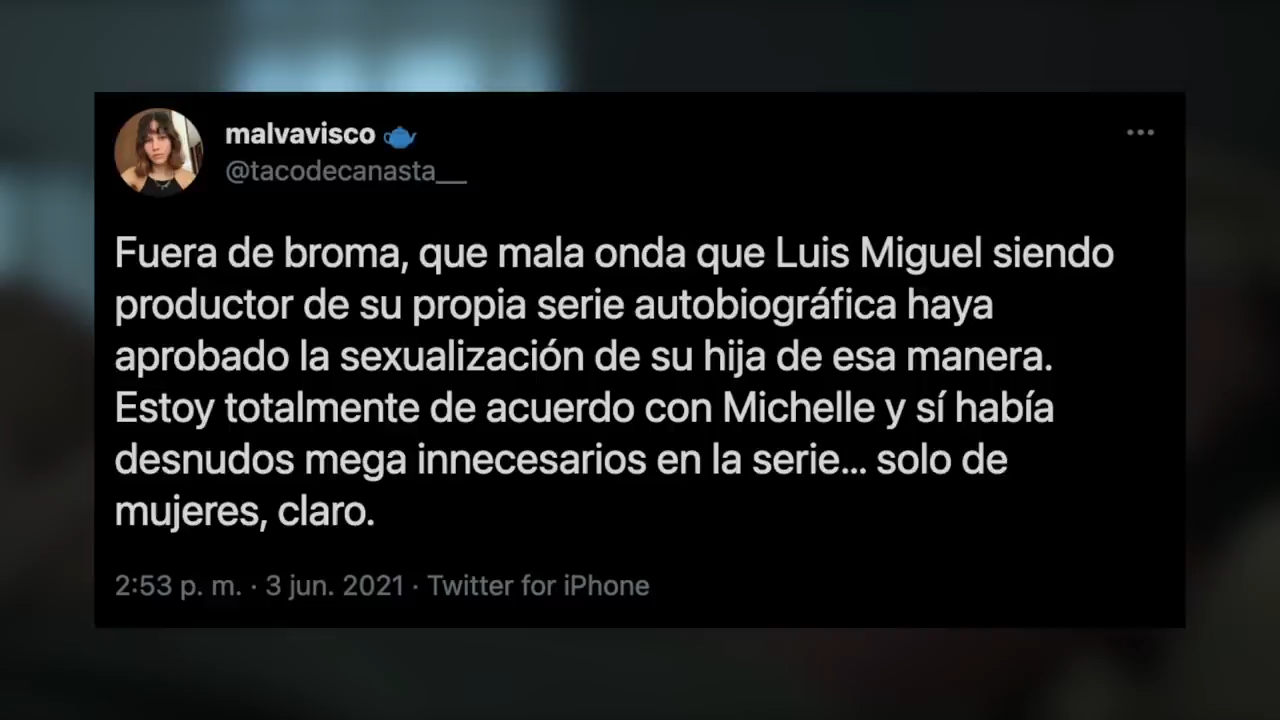 malvavisco
@tacodecanasta__
Fuera de broma, que mala onda que Luis Miguel siendo
productor de su propia serie autobiográfica haya
aprobado la sexualización de su hija de esa manera.
Estoy totalmente de acuerdo con Michelle y sí había
desnudos mega innecesarios en la serie... solo de
mujeres, claro.
2:53 p. m. · 3 jun. 2021 · Twitter for iPhone